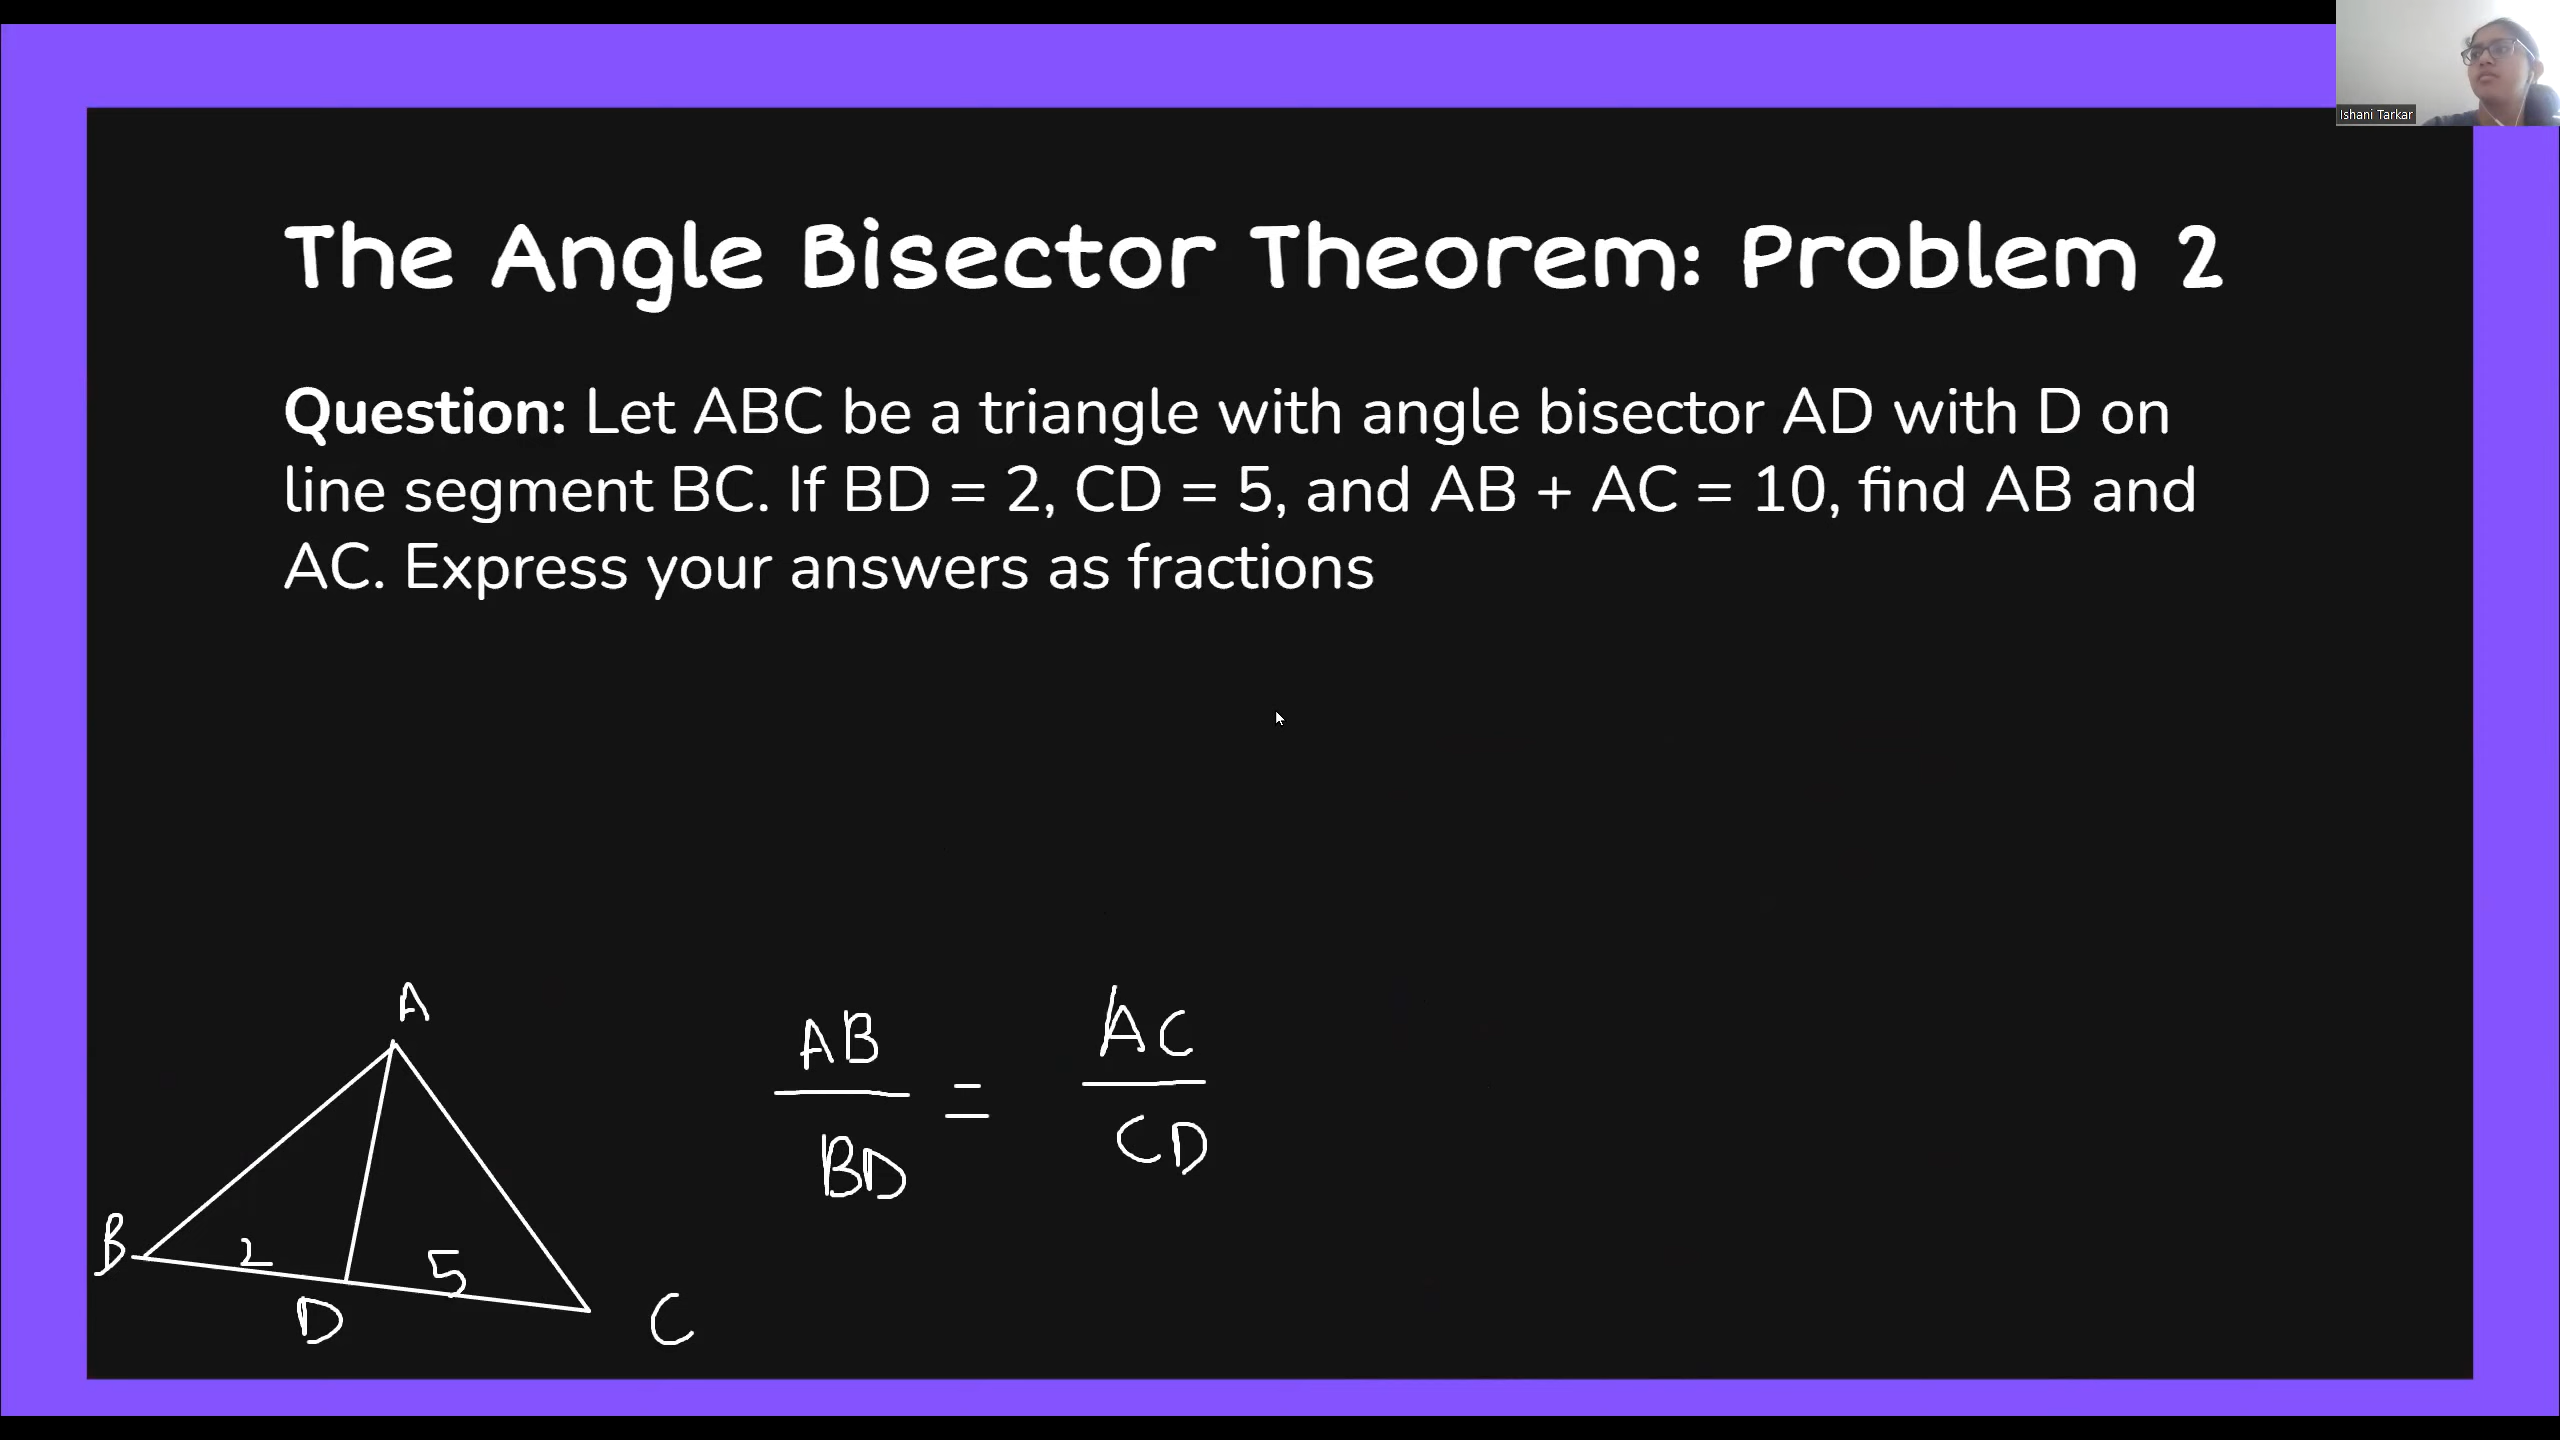 Ishani Tarkar
The Angle Bisector Theorem: Problem 2
Question: Let ABC be a triangle with angle bisector AD with D on
line segment BC. If BD = 2, CD = 5, and AB + AC = 10, find AB and
AC. Express your answers as fractions
A
B
2
5
D
C
AB
BD
=
AC
CD